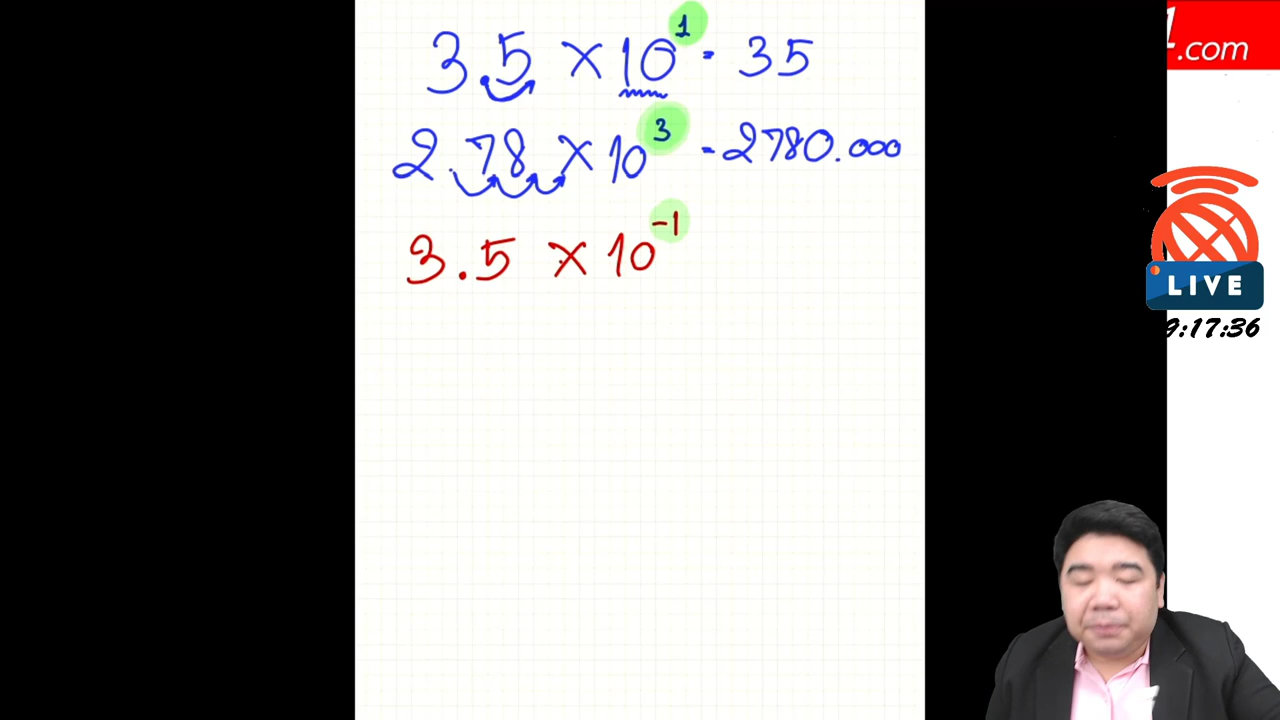 3.5 × 10¹ = 35
2.78 × 10³ = 2780.000
3.5 × 10⁻¹
.com
LIVE
9:17:36